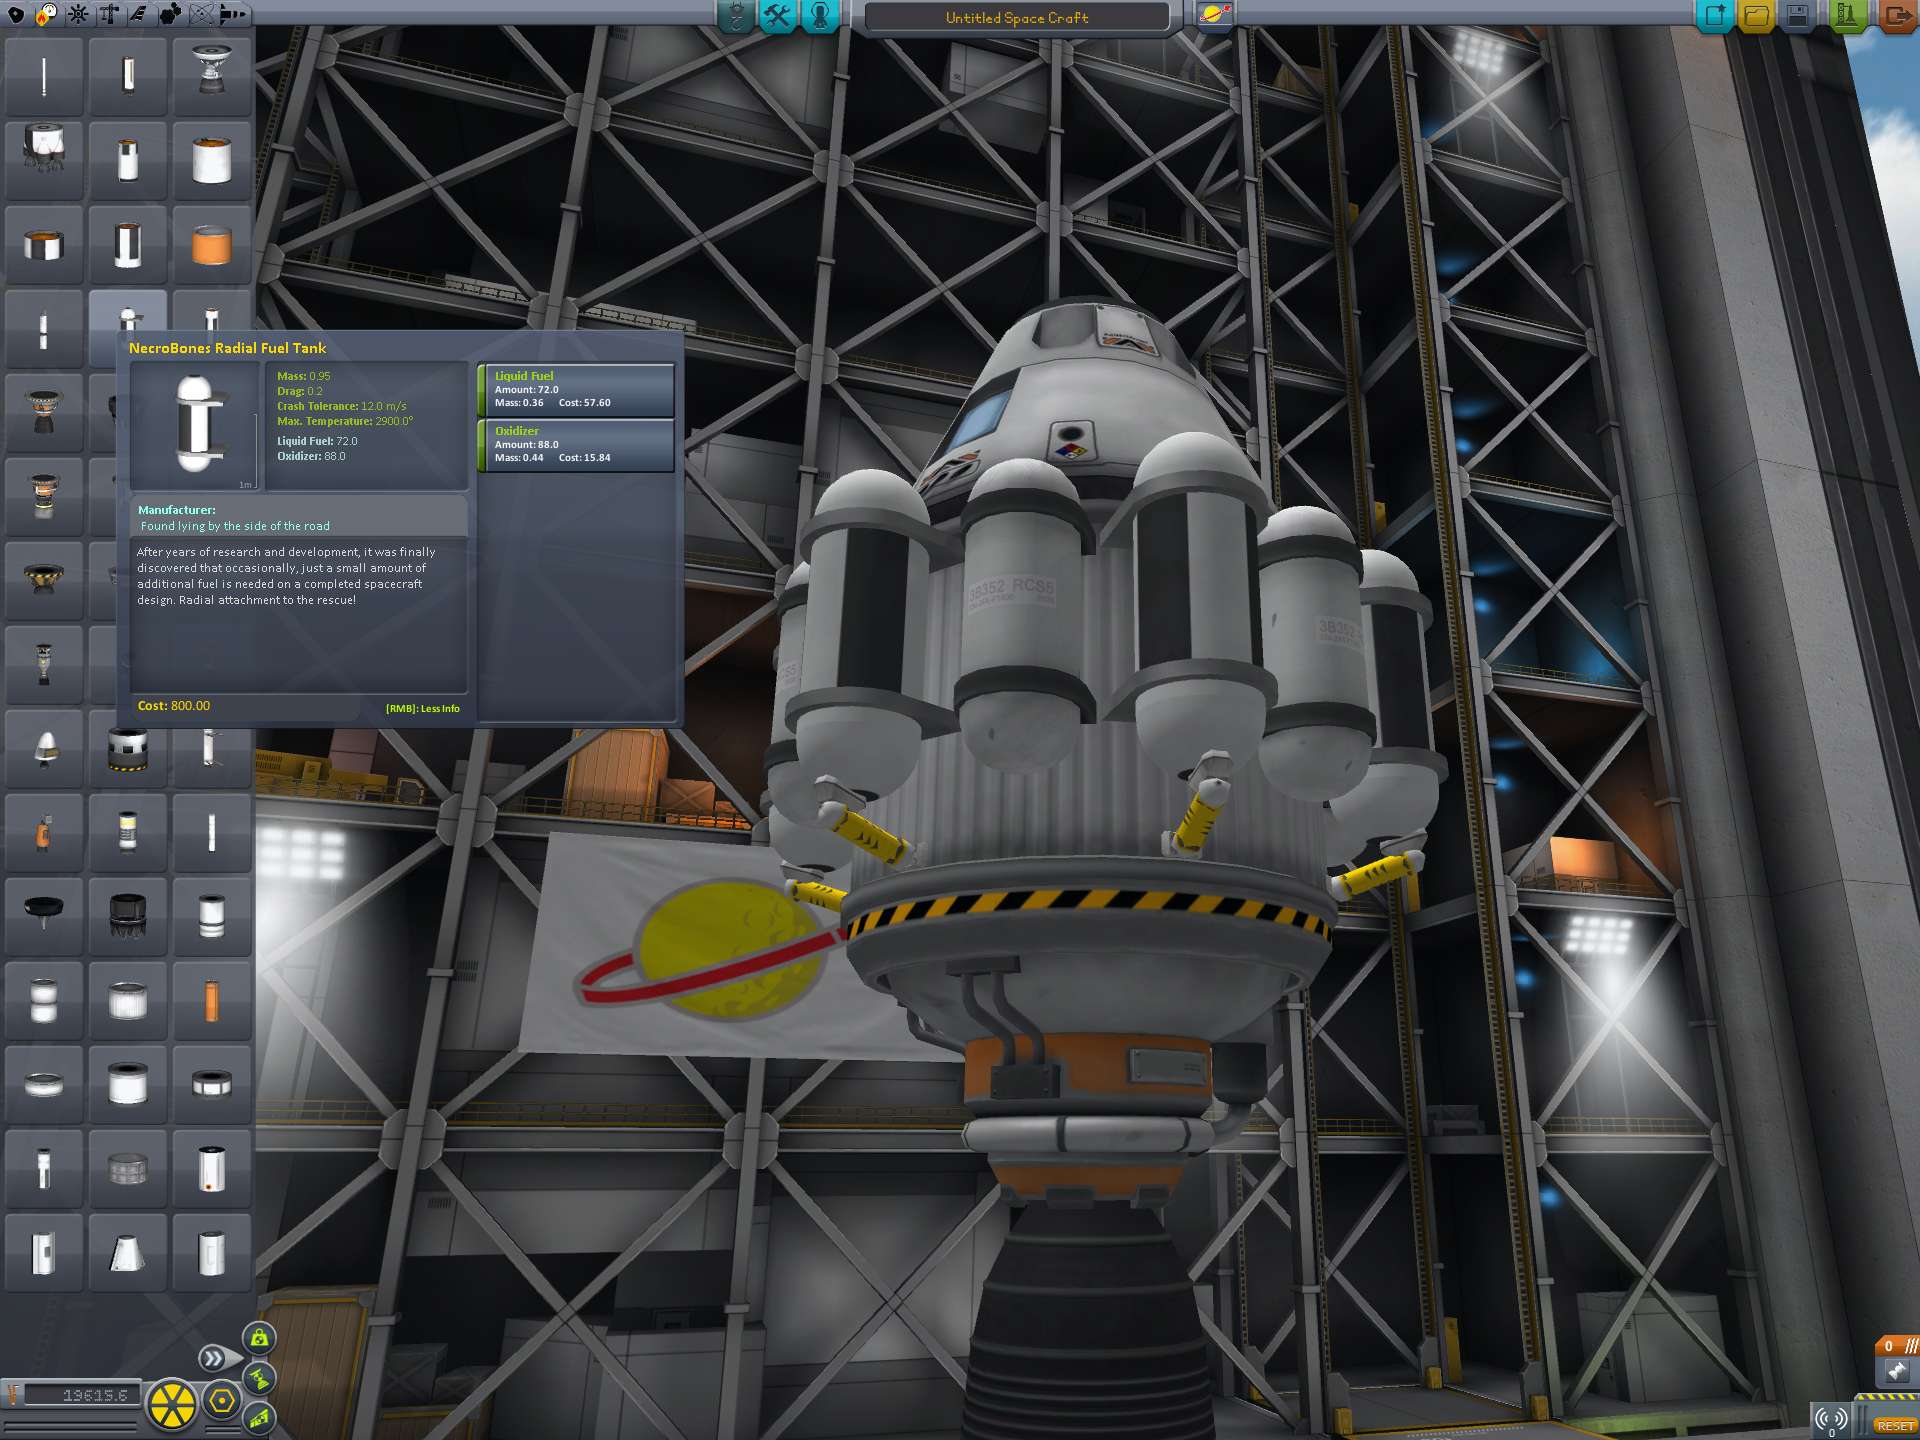 Untitled Space Craft
NecroBones Radial Fuel Tank
Mass: 0.95
Drag: 0.2
Crash Tolerance: 12.0 m/s
Max. Temperature: 2900.0°
Liquid Fuel: 72.0
Oxidizer: 88.0
1m
Liquid Fuel
Amount: 72.0
Mass: 0.36 Cost: 57.60
Oxidizer
Amount: 88.0
Mass: 0.44 Cost: 15.84
Manufacturer:
Found lying by the side of the road
After years of research and development, it was finally
discovered that occasionally, just a small amount of
additional fuel is needed on a completed spacecraft
design. Radial attachment to the rescue!
Cost: 800.00
[RMB]: Less Info
3B352 RCS5
3B352
19615.6
0
0
RESET